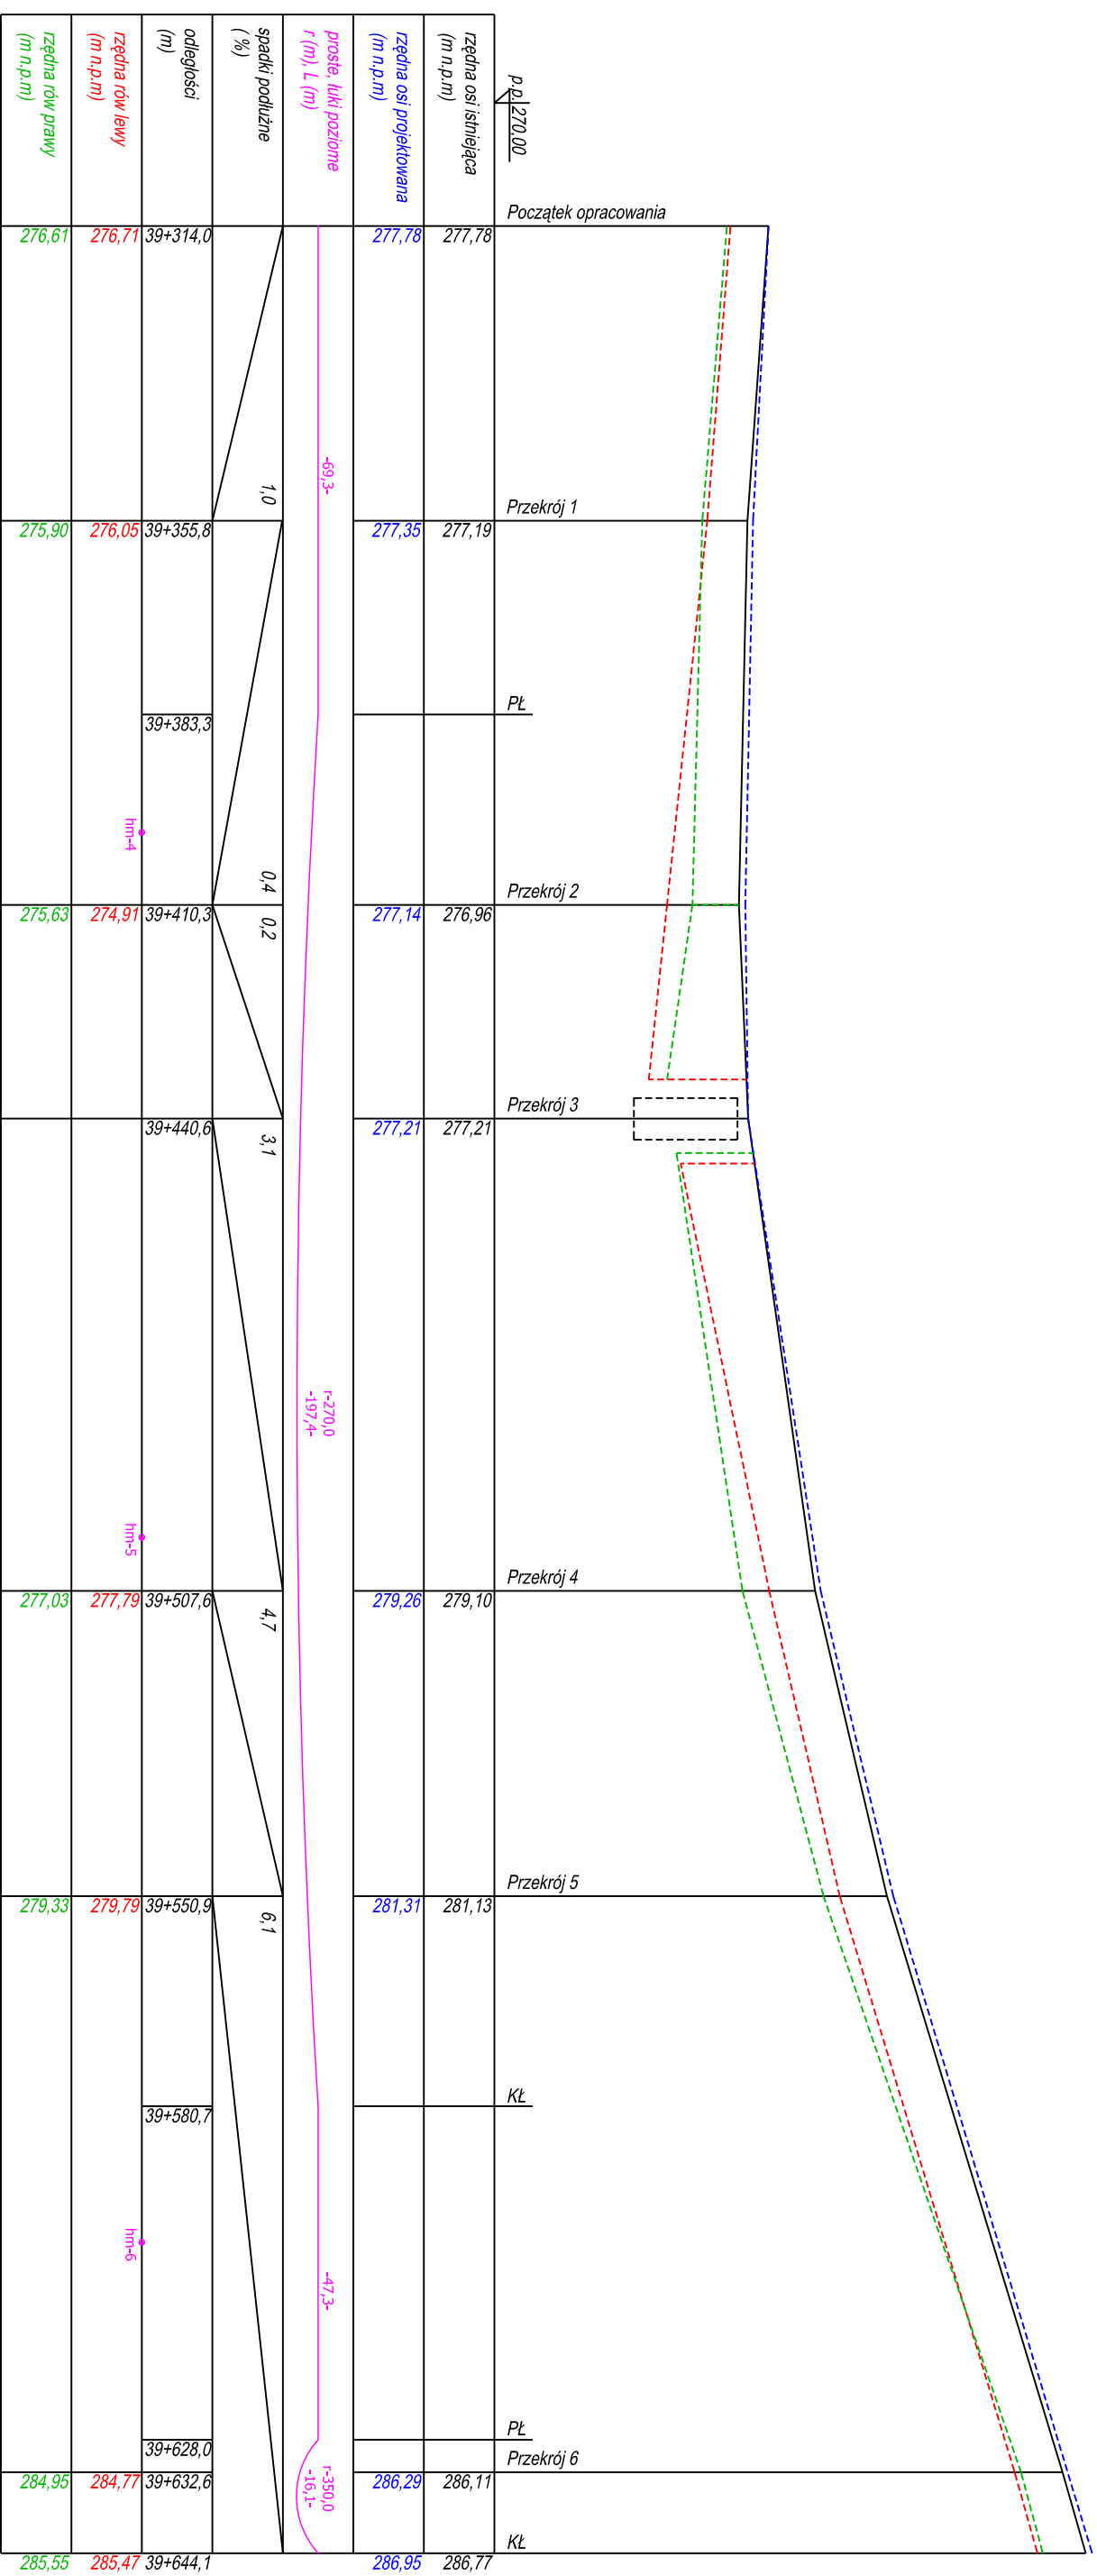 p.p.270.00
rzędna osi istniejąca
(m n.p.m)
rzędna osi projektowana
(m n.p.m)
proste, łuki poziome
r (m), L (m)
spadki podłużne
(%)
odległości
(m)
rzędna rów lewy
(m n.p.m)
rzędna rów prawy
(m n.p.m)
Początek opracowania
277,78
277,78
39+314,0
276,71
276,61
-69,3-
1,0
Przekrój 1
277,19
277,35
39+355,8
276,05
275,90
PŁ
39+383,3
hm-4
0,4
Przekrój 2
276,96
277,14
0,2
39+410,3
274,91
275,63
Przekrój 3
277,21
277,21
3,1
39+440,6
r-270,0
-197,4-
hm-5
Przekrój 4
279,10
279,26
4,7
39+507,6
277,79
277,03
Przekrój 5
281,13
281,31
6,1
39+550,9
279,79
279,33
KŁ
39+580,7
hm-6
-47,3-
PŁ
39+628,0
Przekrój 6
286,11
286,29
r-350,0
-16,1-
39+632,6
284,77
284,95
KŁ
286,77
286,95
39+644,1
285,47
285,55